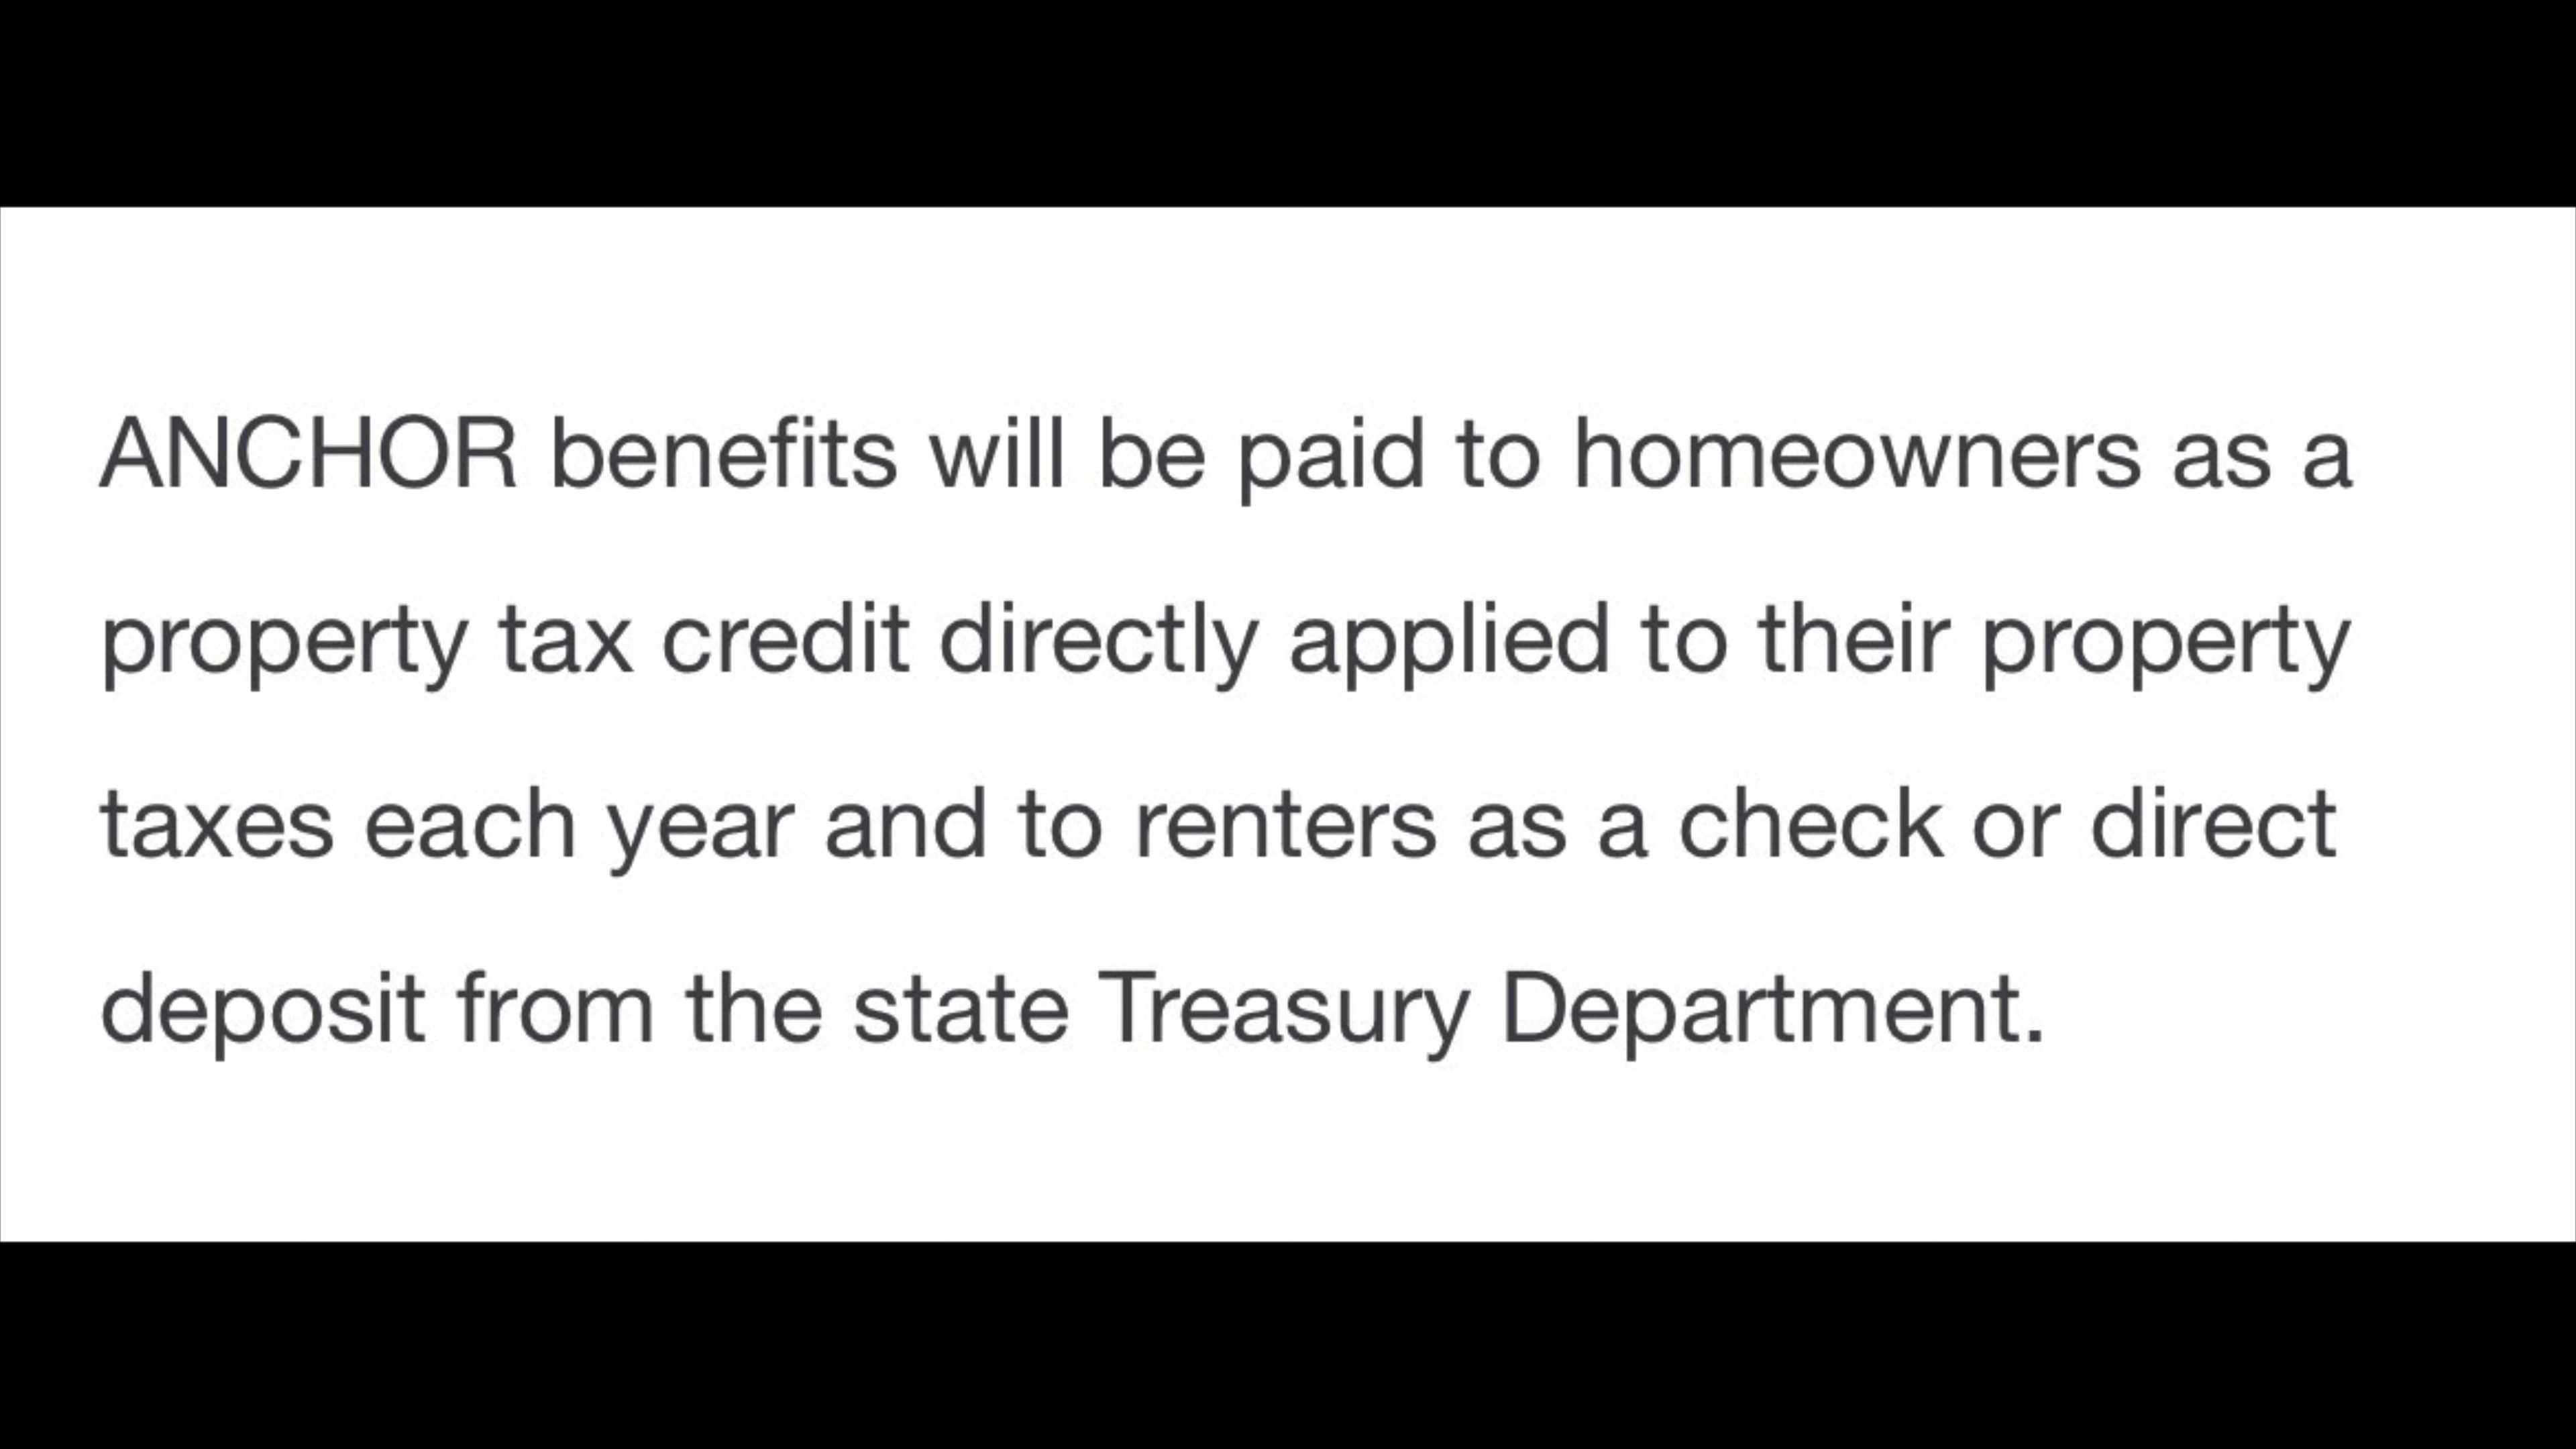 ANCHOR benefits will be paid to homeowners as a
property tax credit directly applied to their property
taxes each year and to renters as a check or direct
deposit from the state Treasury Department.